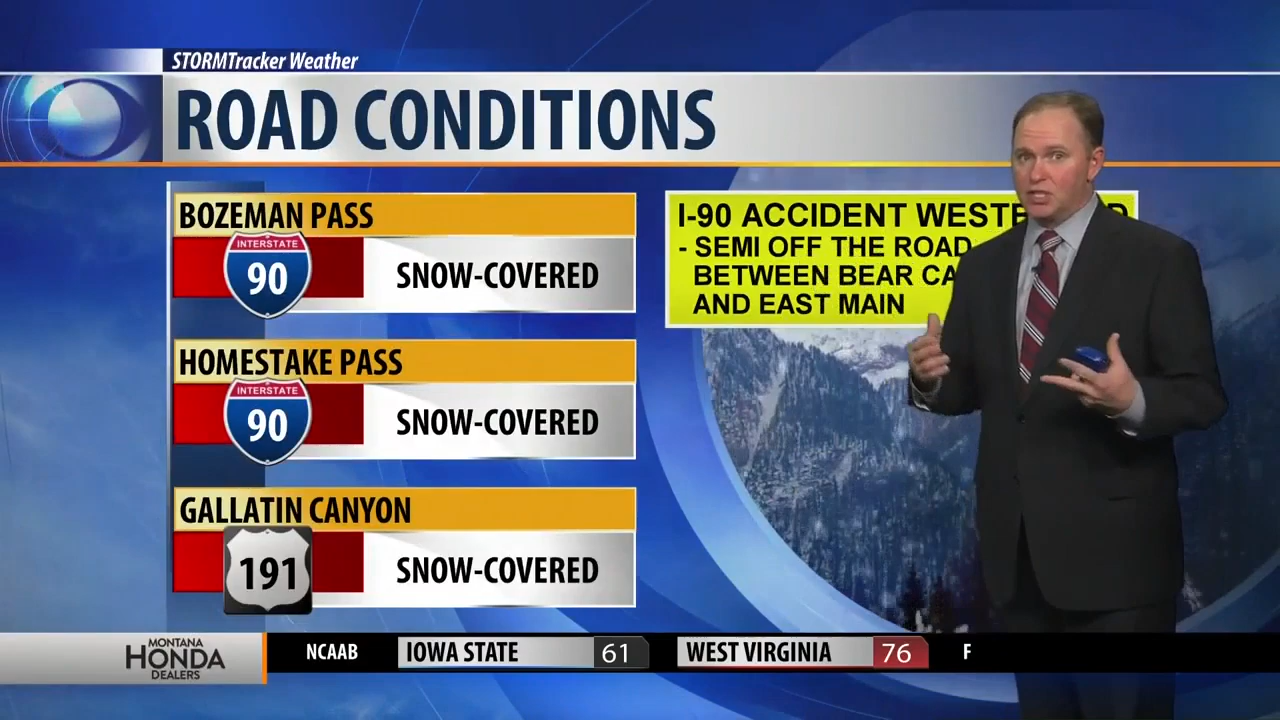 STORMTracker Weather
ROAD CONDITIONS
BOZEMAN PASS
INTERSTATE
90
SNOW-COVERED
HOMESTAKE PASS
INTERSTATE
90
SNOW-COVERED
GALLATIN CANYON
191
SNOW-COVERED
I-90 ACCIDENT
- SEMI OFF THE ROAD
BETWEEN BEAR
AND EAST MAIN
MONTANA
HONDA
DEALERS
NCAAB IOWA STATE 61 WEST VIRGINIA 76 F